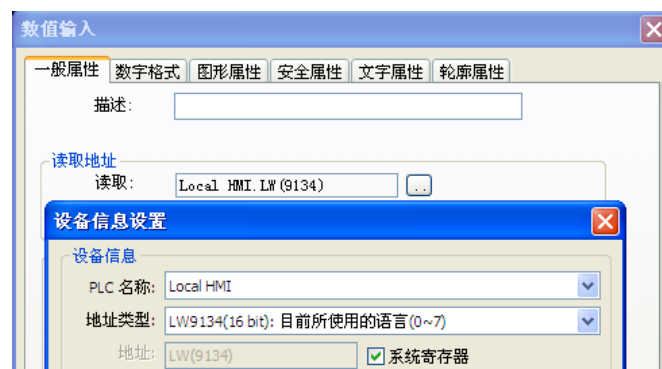 数值输入
一般属性 数字格式 图形属性 安全属性 文字属性 轮廓属性
描述:
读取地址
读取: Local HMI.LW(9134) ...
设备信息设置
设备信息
PLC 名称: Local HMI
地址类型: LW9134(16 bit): 目前所使用的语言(0~7)
地址: LW(9134) 系统寄存器